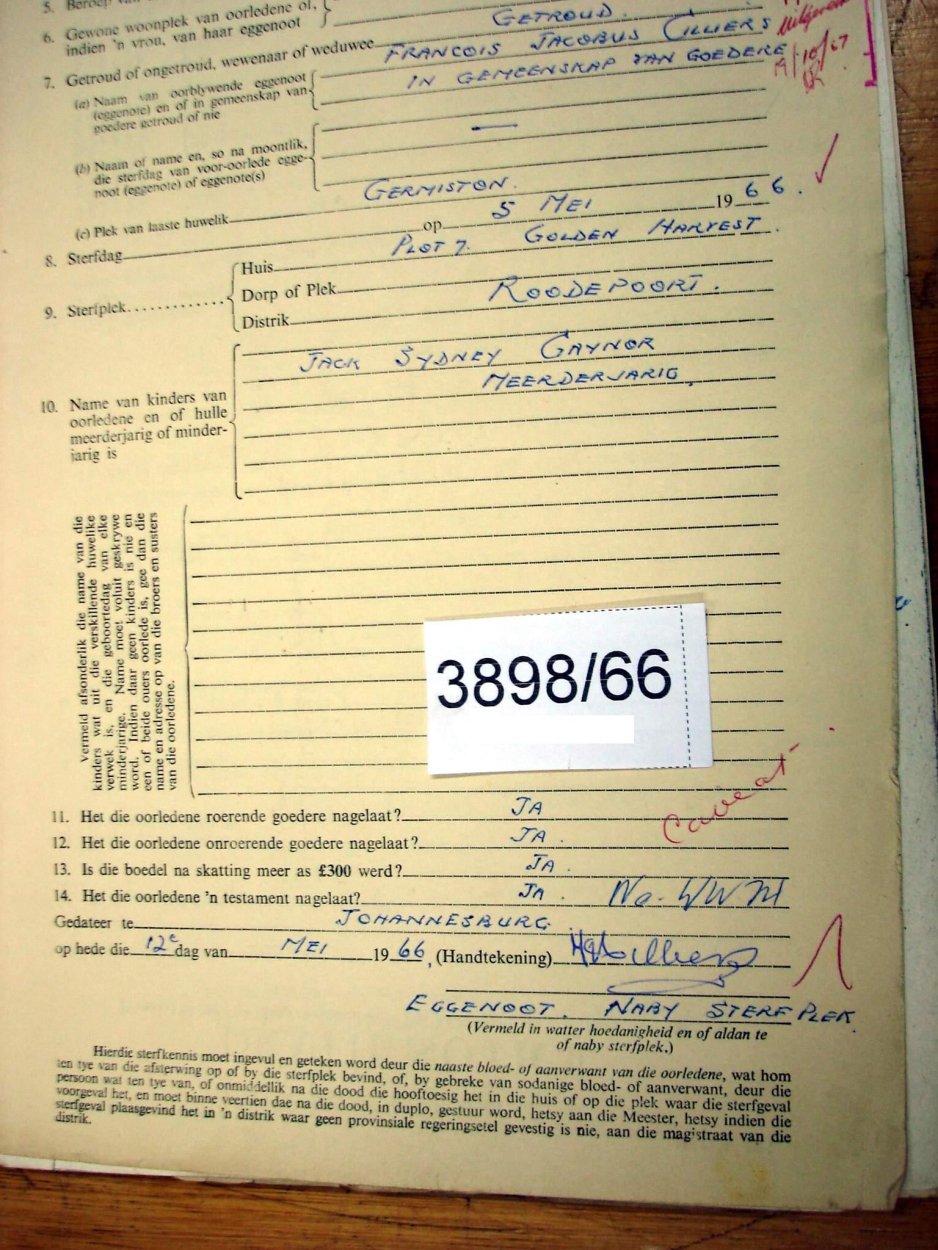 5. Beroep van
6. Gewone woonplek van oorledene of,
indien 'n vrou, van haar eggenoot
7. Getroud of ongetroud, wewenaar of weduwee GETROUD.
(a) Naam van oorblywende eggenoot
(eggenote) en of in gemeenskap van
goedere getroud of nie
FRANCOIS JACOBUS CILLIERS
IN GEMEENSKAP VAN GOEDERE
19/10/67
(b) Naam of name en, so na moontlik,
die sterfdag van voor-oorlede egge-
noot (eggenote) of eggenote(s)
—
(c) Plek van laaste huwelik GERMISTON.
8. Sterfdag op 5 MEI 1966.
9. Sterfplek
Huis PLOT 7. GOLDEN HARVEST.
Dorp of Plek
Distrik ROODEPOORT.
10. Name van kinders van
oorledene en of hulle
meerderjarig of minder-
jarig is
JACK SYDNEY GAYNOR
MEERDERJARIG.
Vermeld afsonderlik die name van die
kinders wat uit die verskillende huwelike
verwek is, en die geboortedag van elke
minderjarige. Name moet voluit geskrywe
word. Indien daar geen kinders is nie en
een of beide ouers oorlede is, gee dan die
name en adresse op van die broers en susters
van die oorledene.
3898/66
Caveat
11. Het die oorledene roerende goedere nagelaat? JA
12. Het die oorledene onroerende goedere nagelaat? JA.
13. Is die boedel na skatting meer as £300 werd? JA.
14. Het die oorledene 'n testament nagelaat? JA.
Gedateer te JOHANNESBURG.
op hede die 12e dag van MEI 1966, (Handtekening)
EGGENOOT. NABY STERFPLEK.
(Vermeld in watter hoedanigheid en of aldan te
of naby sterfplek.)
Hierdie sterfkennis moet ingevul en geteken word deur die naaste bloed- of aanverwant van die oorledene, wat hom
ten tye van die afsterwing op of by die sterfplek bevind, of, by gebreke van sodanige bloed- of aanverwant, deur die
persoon wat ten tye van, of onmiddellik na die dood die hooftoesig het in die huis of op die plek waar die sterfgeval
voorgeval het, en moet binne veertien dae na die dood, in duplo, gestuur word, hetsy aan die Meester, hetsy indien die
sterfgeval plaasgevind het in 'n distrik waar geen provinsiale regeringsetel gevestig is nie, aan die magistraat van die
distrik.